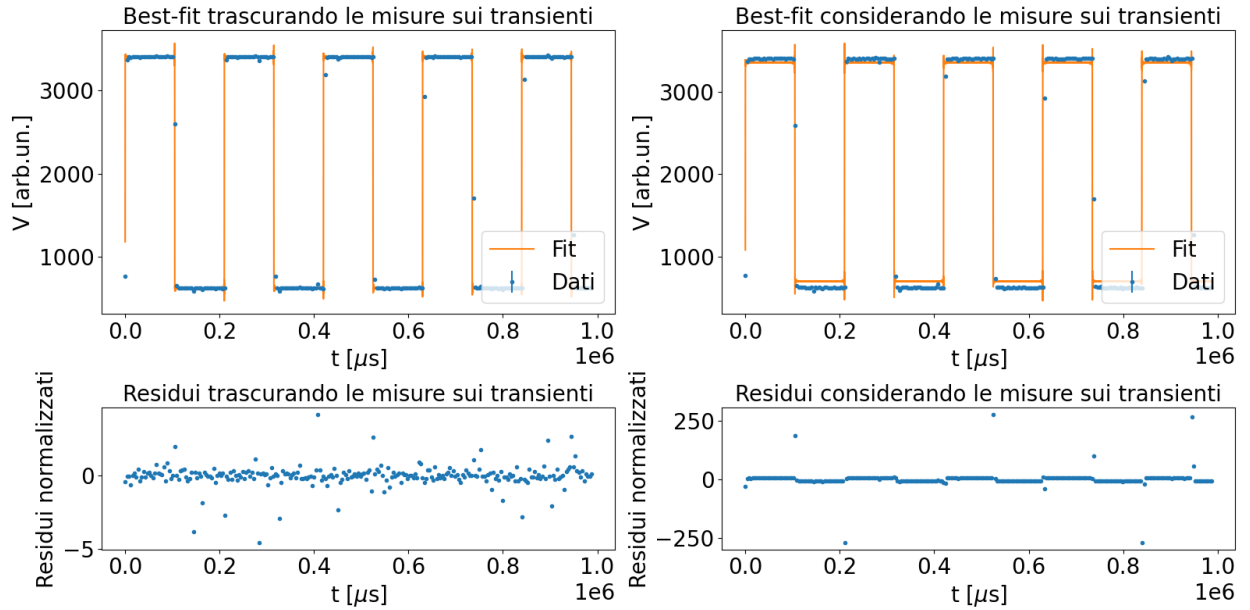 Best-fit trascurando le misure sui transienti
V [arb.un.]
3000
2000
1000
Fit
Dati
0.0 0.2 0.4 0.6 0.8 1.0
1e6
t [μs]
Best-fit considerando le misure sui transienti
V [arb.un.]
3000
2000
1000
Fit
Dati
0.0 0.2 0.4 0.6 0.8 1.0
1e6
t [μs]
Residui trascurando le misure sui transienti
Residui normalizzati
0
−5
0.0 0.2 0.4 0.6 0.8 1.0
1e6
t [μs]
Residui considerando le misure sui transienti
Residui normalizzati
250
0
−250
0.0 0.2 0.4 0.6 0.8 1.0
1e6
t [μs]